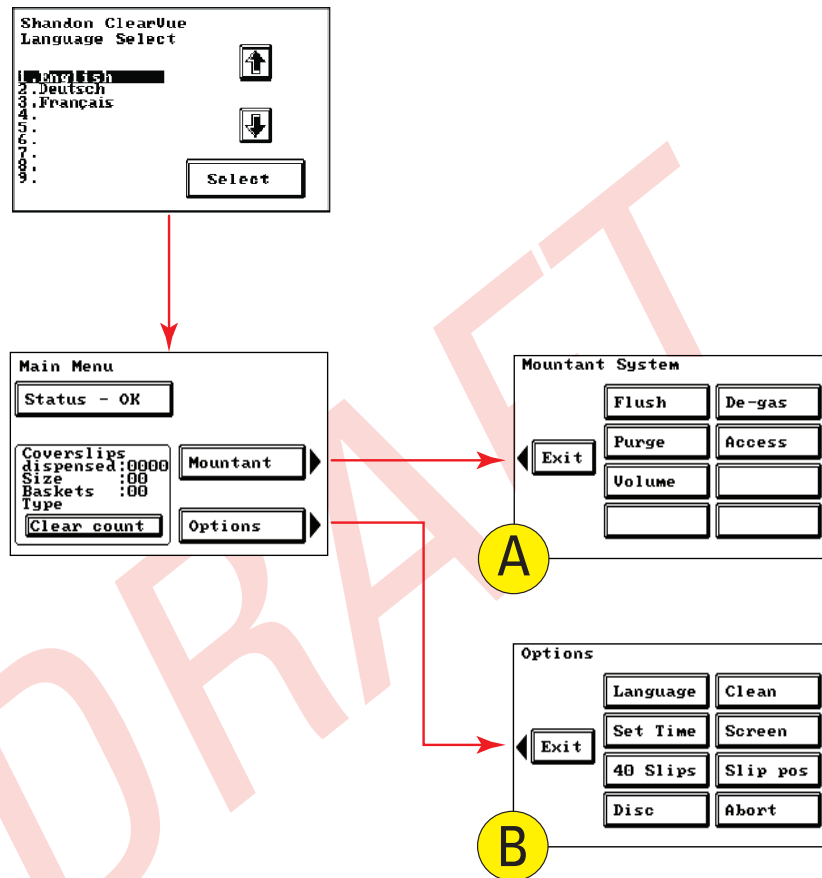 Shandon ClearVue
Language Select
1.English
2.Deutsch
3.Français
4.
5.
6.
7.
8.
9.
Select
Main Menu
Status - OK
Coverslips
dispensed:0000
Size :00
Baskets :00
Type
Clear count
Mountant
Options
Mountant System
Flush
De-gas
Exit
Purge
Access
Volume
A
Options
Language
Clean
Exit
Set Time
Screen
40 Slips
Slip pos
Disc
Abort
B
DRAFT